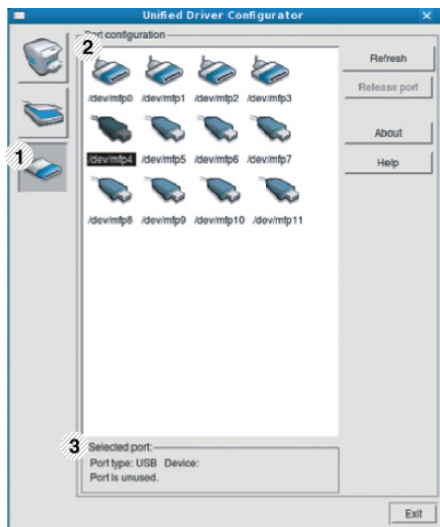 Unified Driver Configurator
2
Port configuration
/dev/mfp0 /dev/mfp1 /dev/mfp2 /dev/mfp3
/dev/mfp4 /dev/mfp5 /dev/mfp6 /dev/mfp7
/dev/mfp8 /dev/mfp9 /dev/mfp10 /dev/mfp11
Refresh
Release port
About
Help
1
3
Selected port:
Port type: USB Device:
Port is unused.
Exit